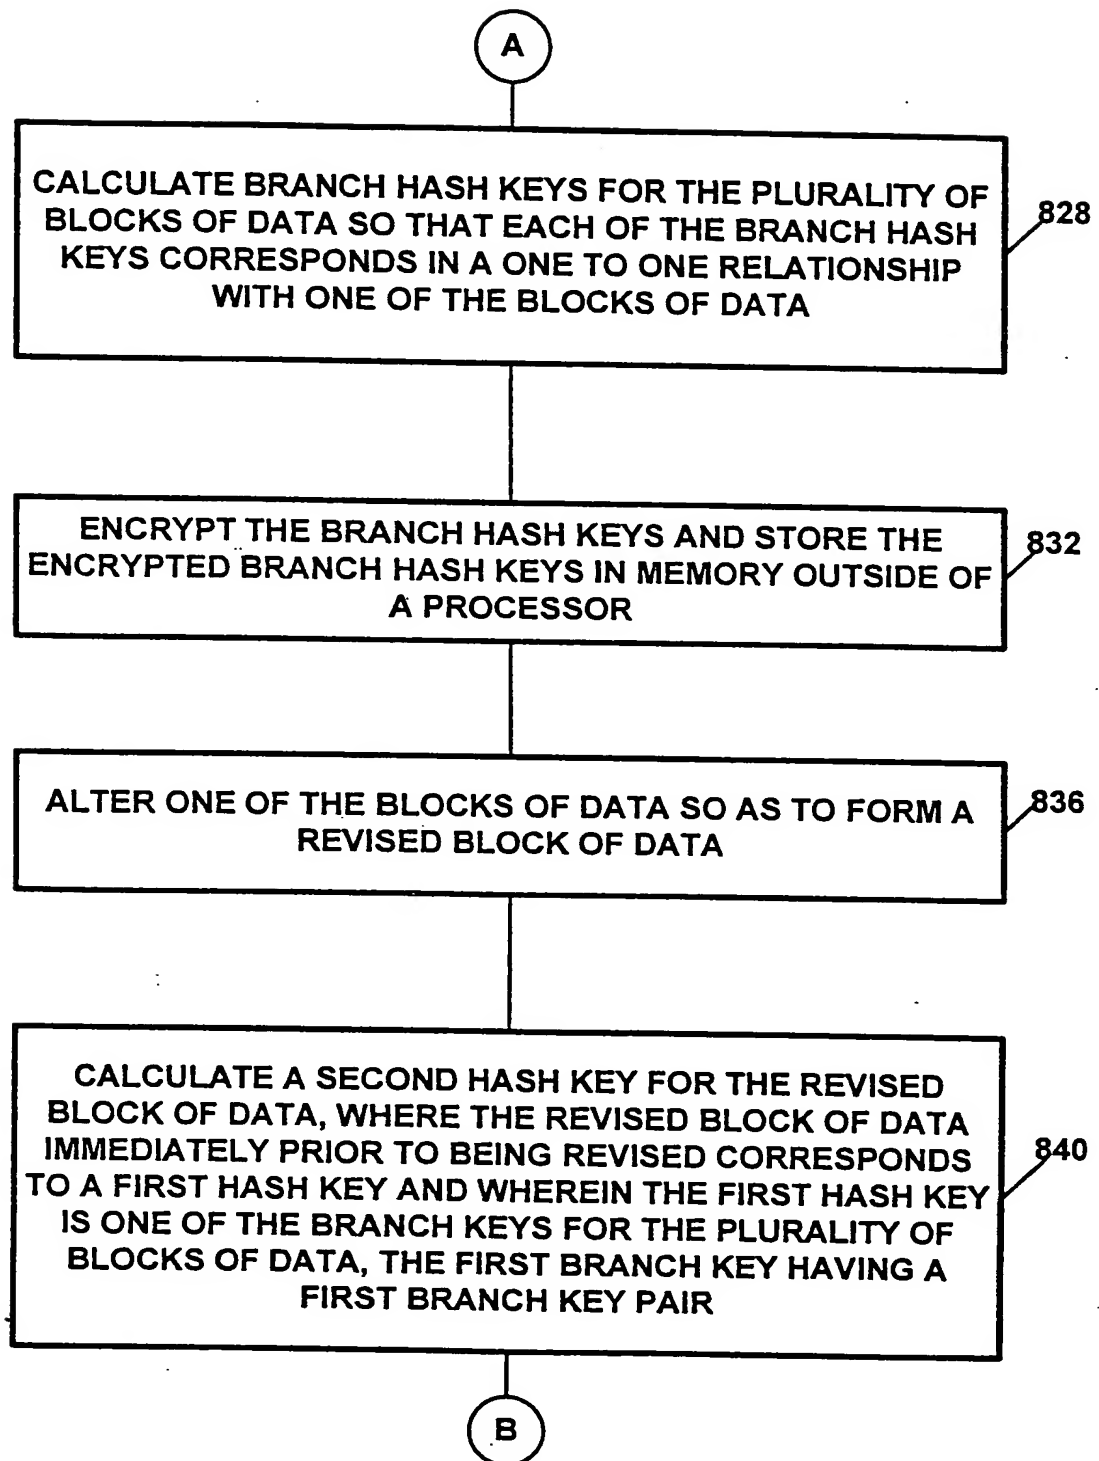 A
CALCULATE BRANCH HASH KEYS FOR THE PLURALITY OF
BLOCKS OF DATA SO THAT EACH OF THE BRANCH HASH
KEYS CORRESPONDS IN A ONE TO ONE RELATIONSHIP
WITH ONE OF THE BLOCKS OF DATA
828
ENCRYPT THE BRANCH HASH KEYS AND STORE THE
ENCRYPTED BRANCH HASH KEYS IN MEMORY OUTSIDE OF
A PROCESSOR
832
ALTER ONE OF THE BLOCKS OF DATA SO AS TO FORM A
REVISED BLOCK OF DATA
836
CALCULATE A SECOND HASH KEY FOR THE REVISED
BLOCK OF DATA, WHERE THE REVISED BLOCK OF DATA
IMMEDIATELY PRIOR TO BEING REVISED CORRESPONDS
TO A FIRST HASH KEY AND WHEREIN THE FIRST HASH KEY
IS ONE OF THE BRANCH KEYS FOR THE PLURALITY OF
BLOCKS OF DATA, THE FIRST BRANCH KEY HAVING A
FIRST BRANCH KEY PAIR
840
B